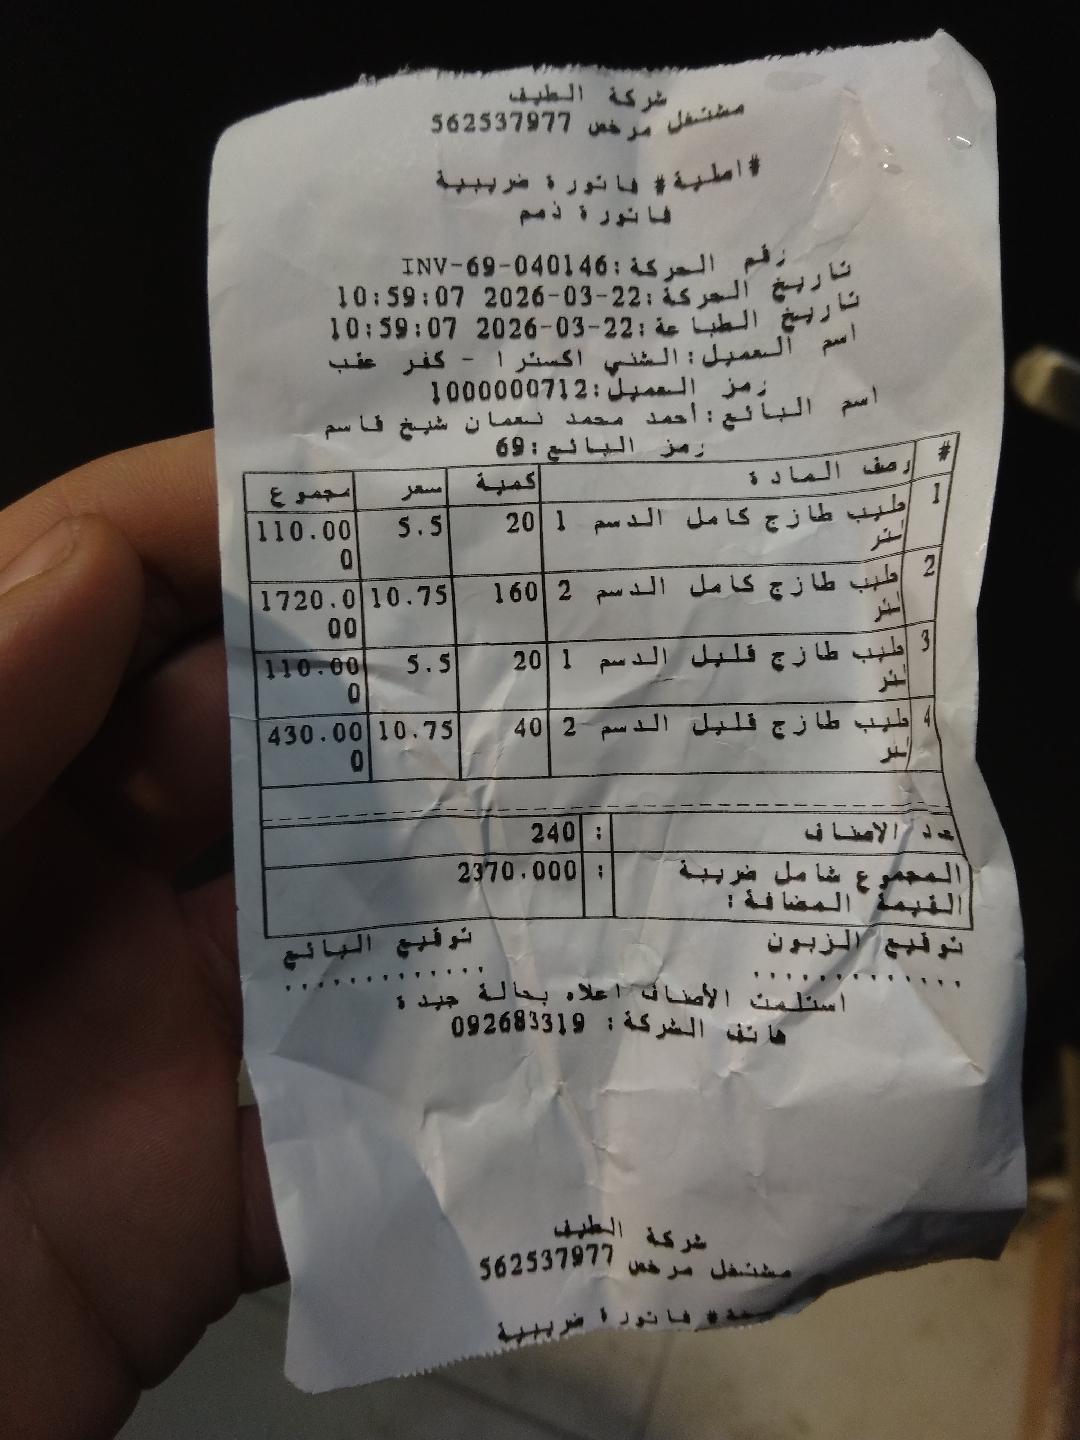 شركة الطيف
مشتغل مرخص 562537977
#اصلية# فاتورة ضريبية
فاتورة ذمم
رقم الحركة:INV-69-040146
تاريخ الحركة:22-03-2026 10:59:07
تاريخ الطباعة:22-03-2026 10:59:07
اسم العميل:الشني اكسترا - كفر عقب
رمز العميل:1000000712
اسم البائع:أحمد محمد نعمان شيخ قاسم
رمز البائع:69
# وصف المادة كمية سعر مجموع
1 حليب طازج كامل الدسم 1 لتر 20 5.5 110.000
2 حليب طازج كامل الدسم 2 لتر 160 10.75 1720.000
3 حليب طازج قليل الدسم 1 لتر 20 5.5 110.000
4 حليب طازج قليل الدسم 2 لتر 40 10.75 430.000
عدد الاصناف : 240
المجموع شامل ضريبة القيمة المضافة: : 2370.000
توقيع الزبون توقيع البائع
............. .............
استلمت الأصناف اعلاه بحالة جيدة
هاتف الشركة: 092683319
شركة الطيف
مشتغل مرخص 562537977
فاتورة ضريبية